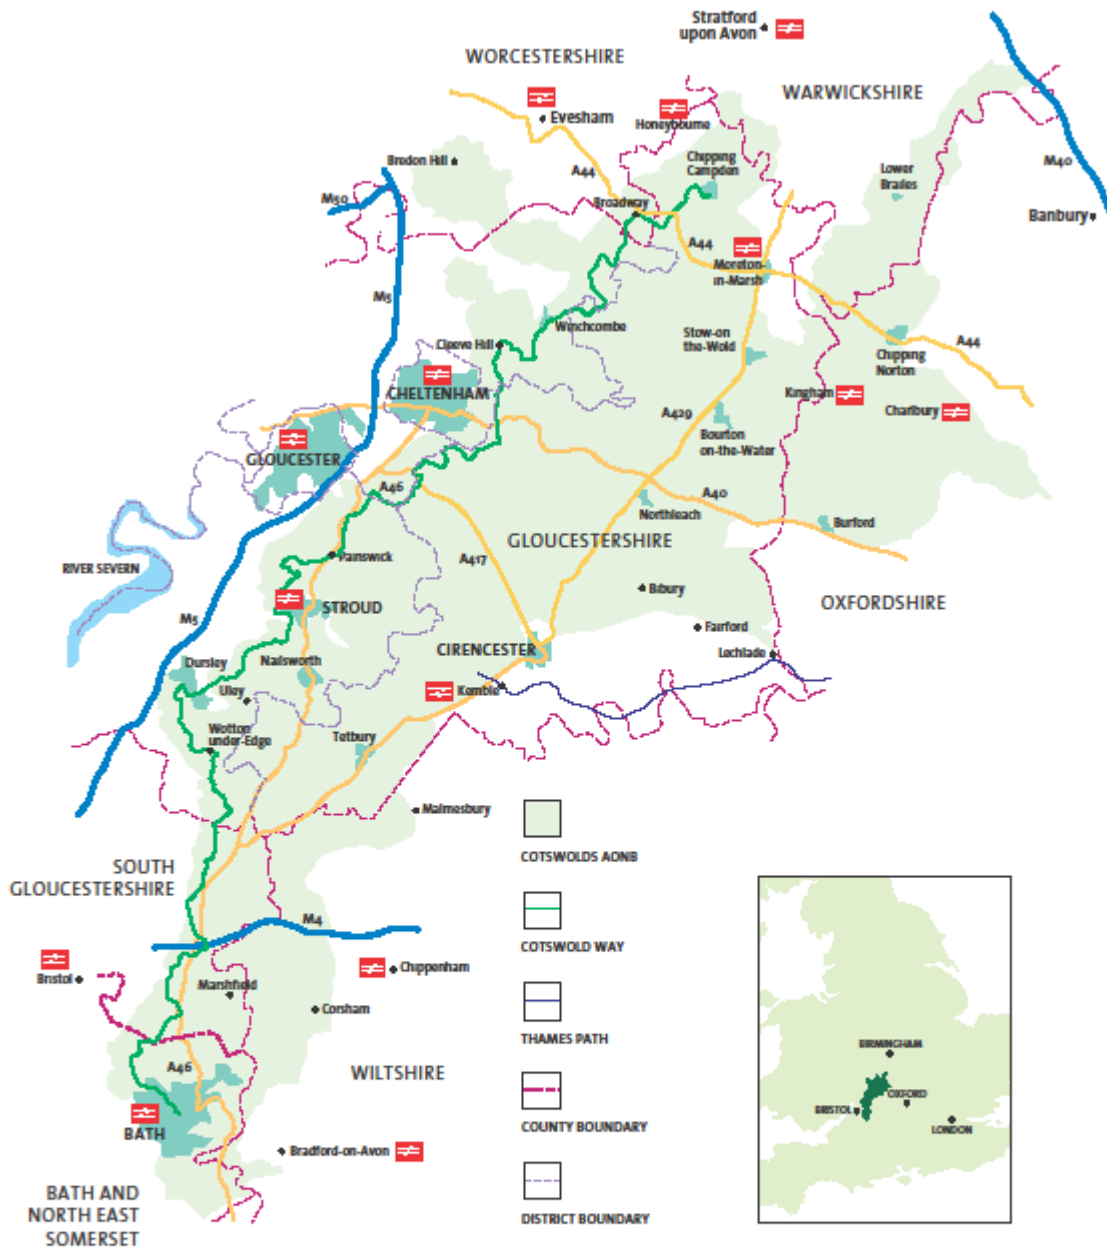 Stratford
upon Avon
WORCESTERSHIRE
WARWICKSHIRE
Evesham
Honeybourne
M40
Bredon Hill
A44
Chipping
Campden
Lower
Brailes
M50
Broadway
Banbury
A44
Moreton-
in-Marsh
M5
Winchcombe
Stow-on
the-Wold
Cleeve Hill
Chipping
Norton
A44
CHELTENHAM
Kingham
Charlbury
A429
Bourton
on-the-Water
GLOUCESTER
A46
A40
Northleach
Burford
GLOUCESTERSHIRE
Painswick
A417
RIVER SEVERN
Bibury
STROUD
OXFORDSHIRE
M5
Fairford
CIRENCESTER
Lechlade
Dursley
Nailsworth
Uley
Kemble
Wotton
under-Edge
Tetbury
Malmesbury
COTSWOLDS AONB
SOUTH
GLOUCESTERSHIRE
M4
COTSWOLD WAY
Bristol
Chippenham
Marshfield
Corsham
THAMES PATH
A46
WILTSHIRE
BIRMINGHAM
OXFORD
BRISTOL
LONDON
COUNTY BOUNDARY
BATH
Bradford-on-Avon
BATH AND
NORTH EAST
SOMERSET
DISTRICT BOUNDARY